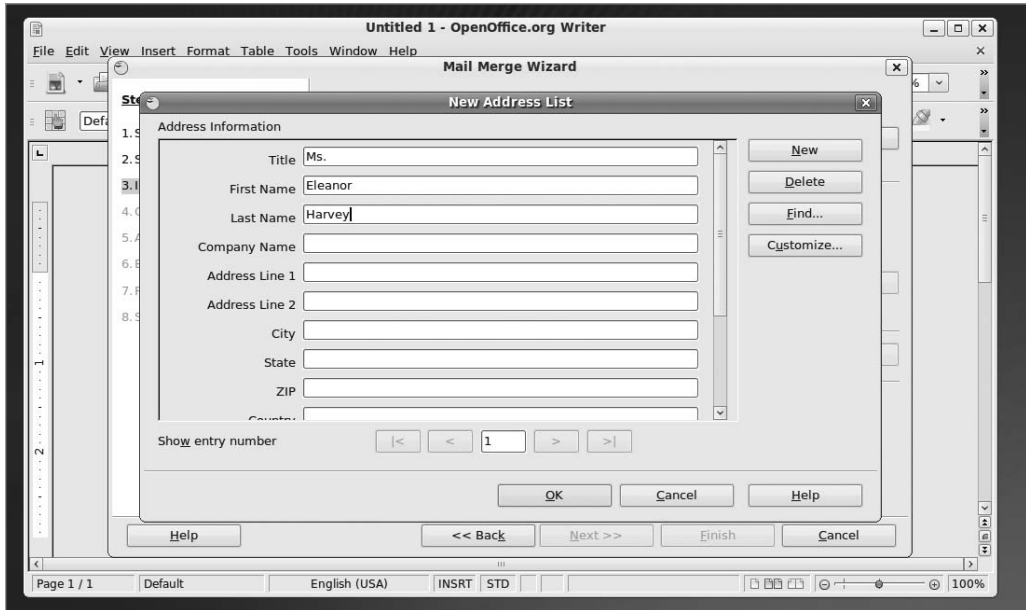 Untitled 1 - OpenOffice.org Writer
File Edit View Insert Format Table Tools Window Help
Mail Merge Wizard
New Address List
Address Information
Title Ms.
First Name Eleanor
Last Name Harvey
Company Name
Address Line 1
Address Line 2
City
State
ZIP
Country
New
Delete
Find...
Customize...
Show entry number |< < 1 > >|
OK Cancel Help
Help << Back Next >> Finish Cancel
Page 1 / 1 Default English (USA) INSRT STD 100%
1
2